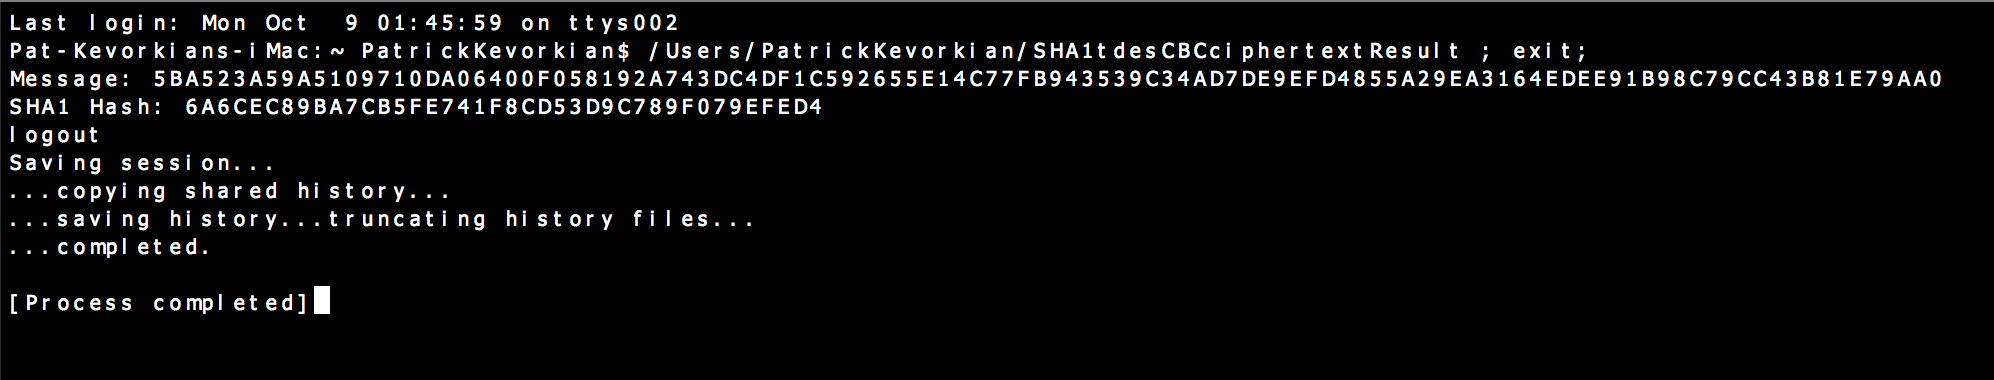 Last login: Mon Oct  9 01:45:59 on ttys002
Pat-Kevorkians-iMac:~ PatrickKevorkian$ /Users/PatrickKevorkian/SHA1tdesCBCciphertextResult ; exit;
Message: 5BA523A59A5109710DA06400F058192A743DC4DF1C592655E14C77FB943539C34AD7DE9EFD4855A29EA3164EDEE91B98C79CC43B81E79AA0
SHA1 Hash: 6A6CEC89BA7CB5FE741F8CD53D9C789F079EFED4
logout
Saving session...
...copying shared history...
...saving history...truncating history files...
...completed.
[Process completed]